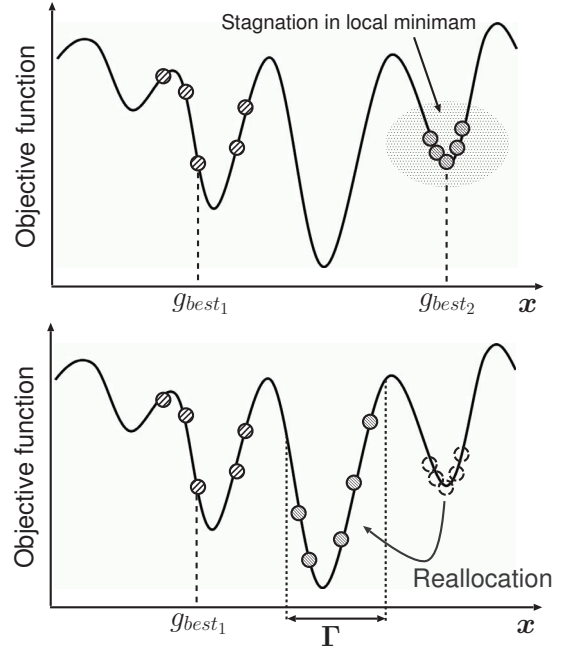 Stagnation in local minimam
Objective function
g_{best_1}
g_{best_2}
x
Objective function
Reallocation
g_{best_1}
Γ
x